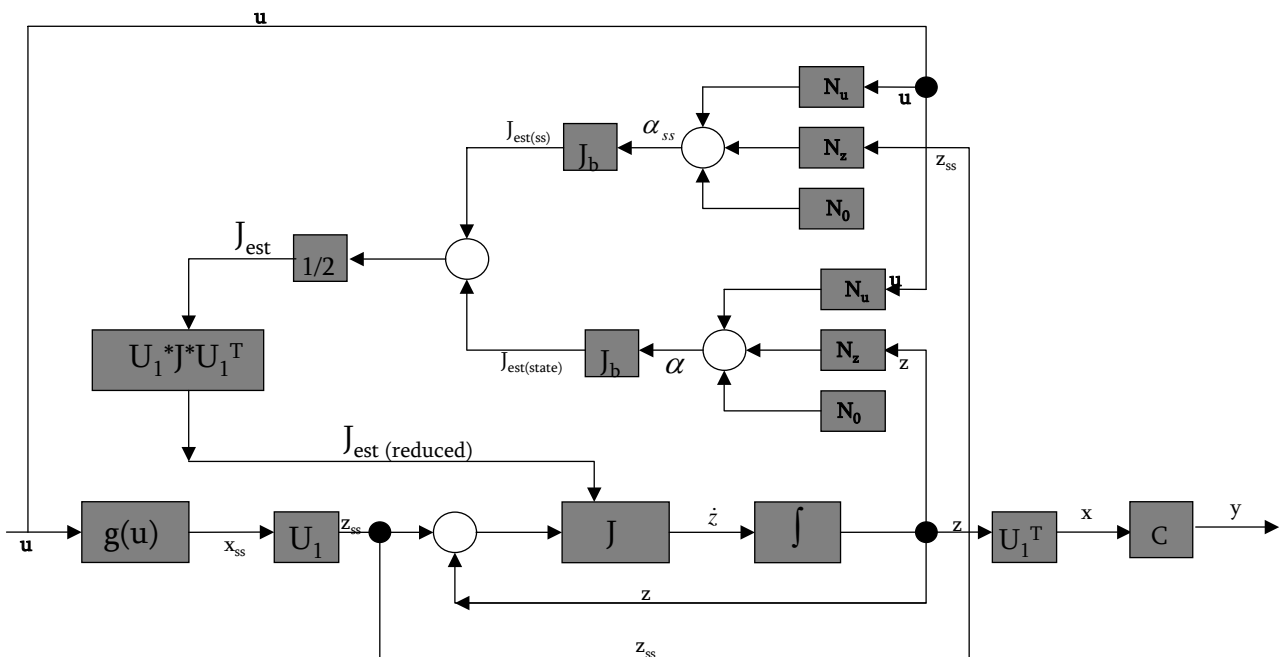 u
N_u
u
J_est(ss)
J_b
α_ss
N_z
z_ss
N_0
J_est
1/2
N_u
u
U_1*J*U_1^T
J_est(state)
J_b
α
N_z
z
N_0
J_est (reduced)
u
g(u)
x_ss
U_1
z_ss
J
ż
∫
z
U_1^T
x
C
y
z
z_ss